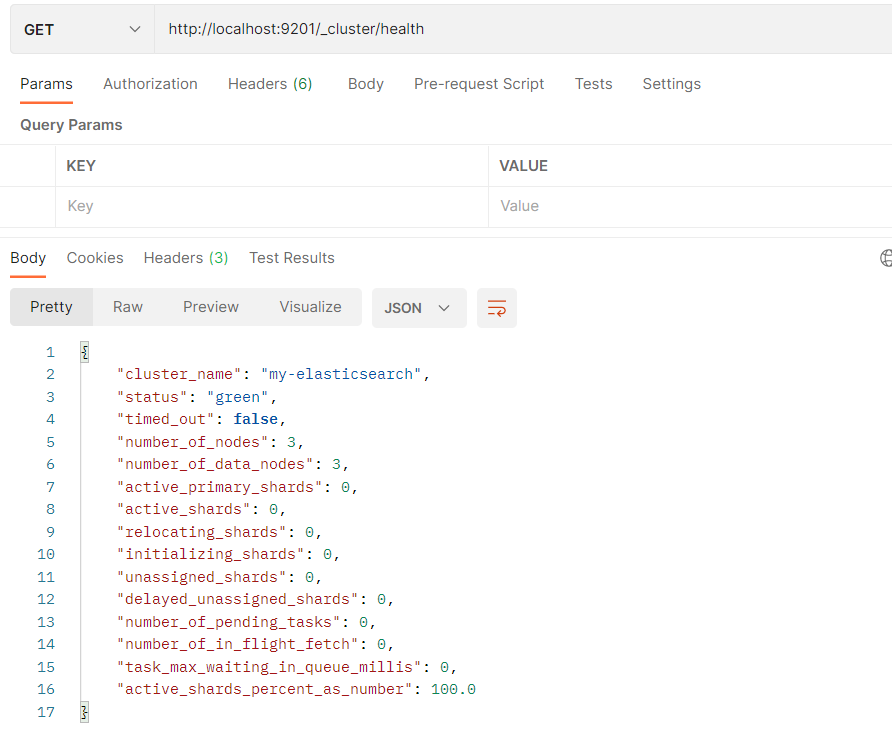 GET http://localhost:9201/_cluster/health
Params Authorization Headers (6) Body Pre-request Script Tests Settings
Query Params
KEY VALUE
Key Value
Body Cookies Headers (3) Test Results
Pretty Raw Preview Visualize JSON
1 {
2 "cluster_name": "my-elasticsearch",
3 "status": "green",
4 "timed_out": false,
5 "number_of_nodes": 3,
6 "number_of_data_nodes": 3,
7 "active_primary_shards": 0,
8 "active_shards": 0,
9 "relocating_shards": 0,
10 "initializing_shards": 0,
11 "unassigned_shards": 0,
12 "delayed_unassigned_shards": 0,
13 "number_of_pending_tasks": 0,
14 "number_of_in_flight_fetch": 0,
15 "task_max_waiting_in_queue_millis": 0,
16 "active_shards_percent_as_number": 100.0
17 }